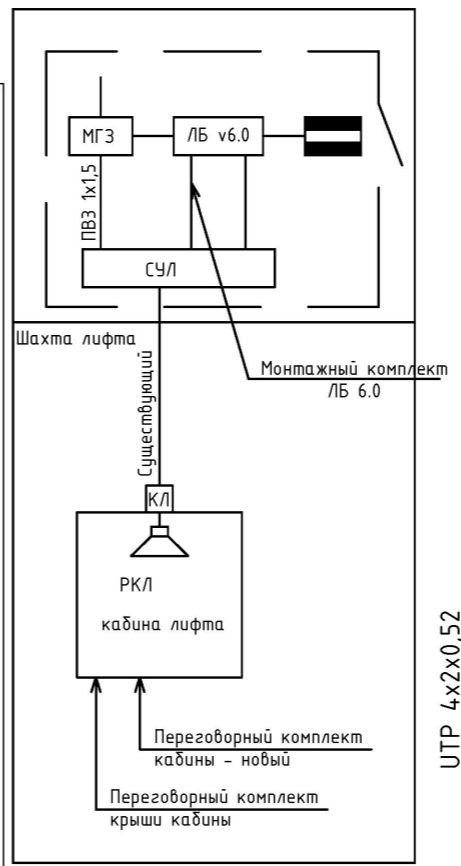 МГЗ
ЛБ v6.0
ПВЗ 1х1,5
СУЛ
Шахта лифта
Существующий
Монтажный комплект
ЛБ 6.0
КЛ
РКЛ
кабина лифта
UTP 4х2х0,52
Переговорный комплект
кабины - новый
Переговорный комплект
крыши кабины